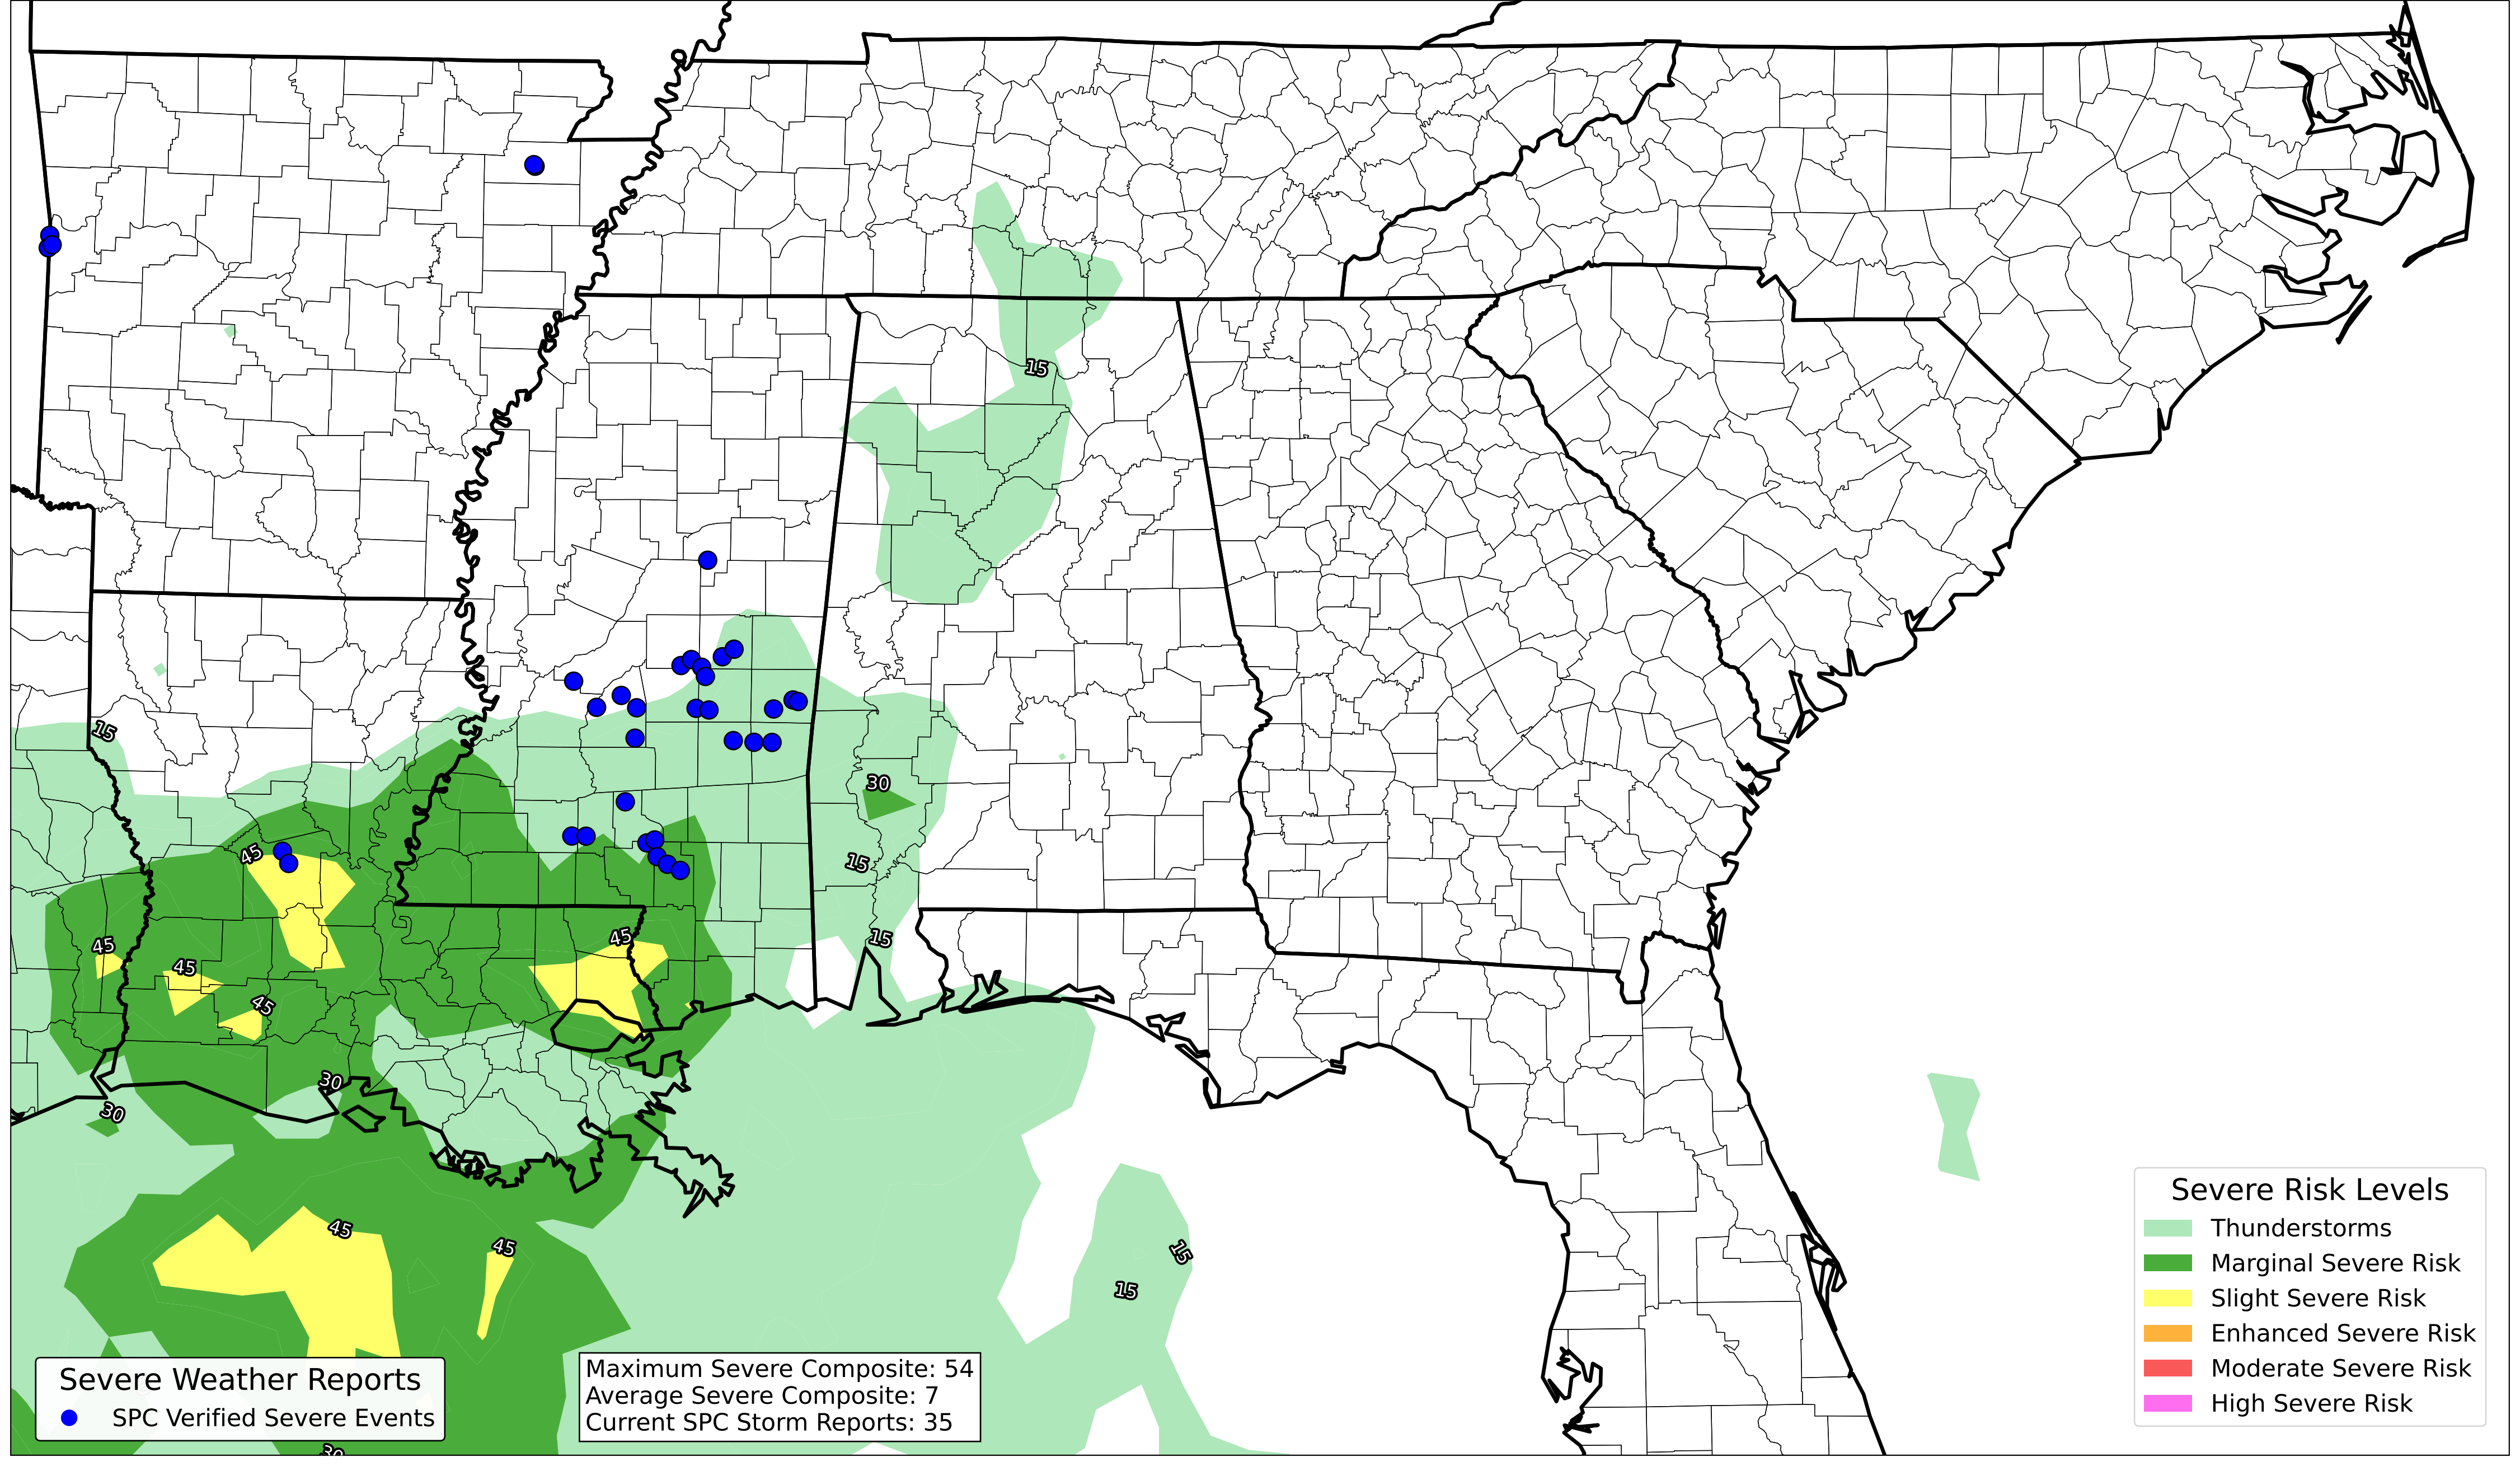 15
15
30
15
45
45
45
45
15
45
30
30
45
45
15
15
30
Severe Weather Reports
SPC Verified Severe Events
Maximum Severe Composite: 54
Average Severe Composite: 7
Current SPC Storm Reports: 35
Severe Risk Levels
Thunderstorms
Marginal Severe Risk
Slight Severe Risk
Enhanced Severe Risk
Moderate Severe Risk
High Severe Risk